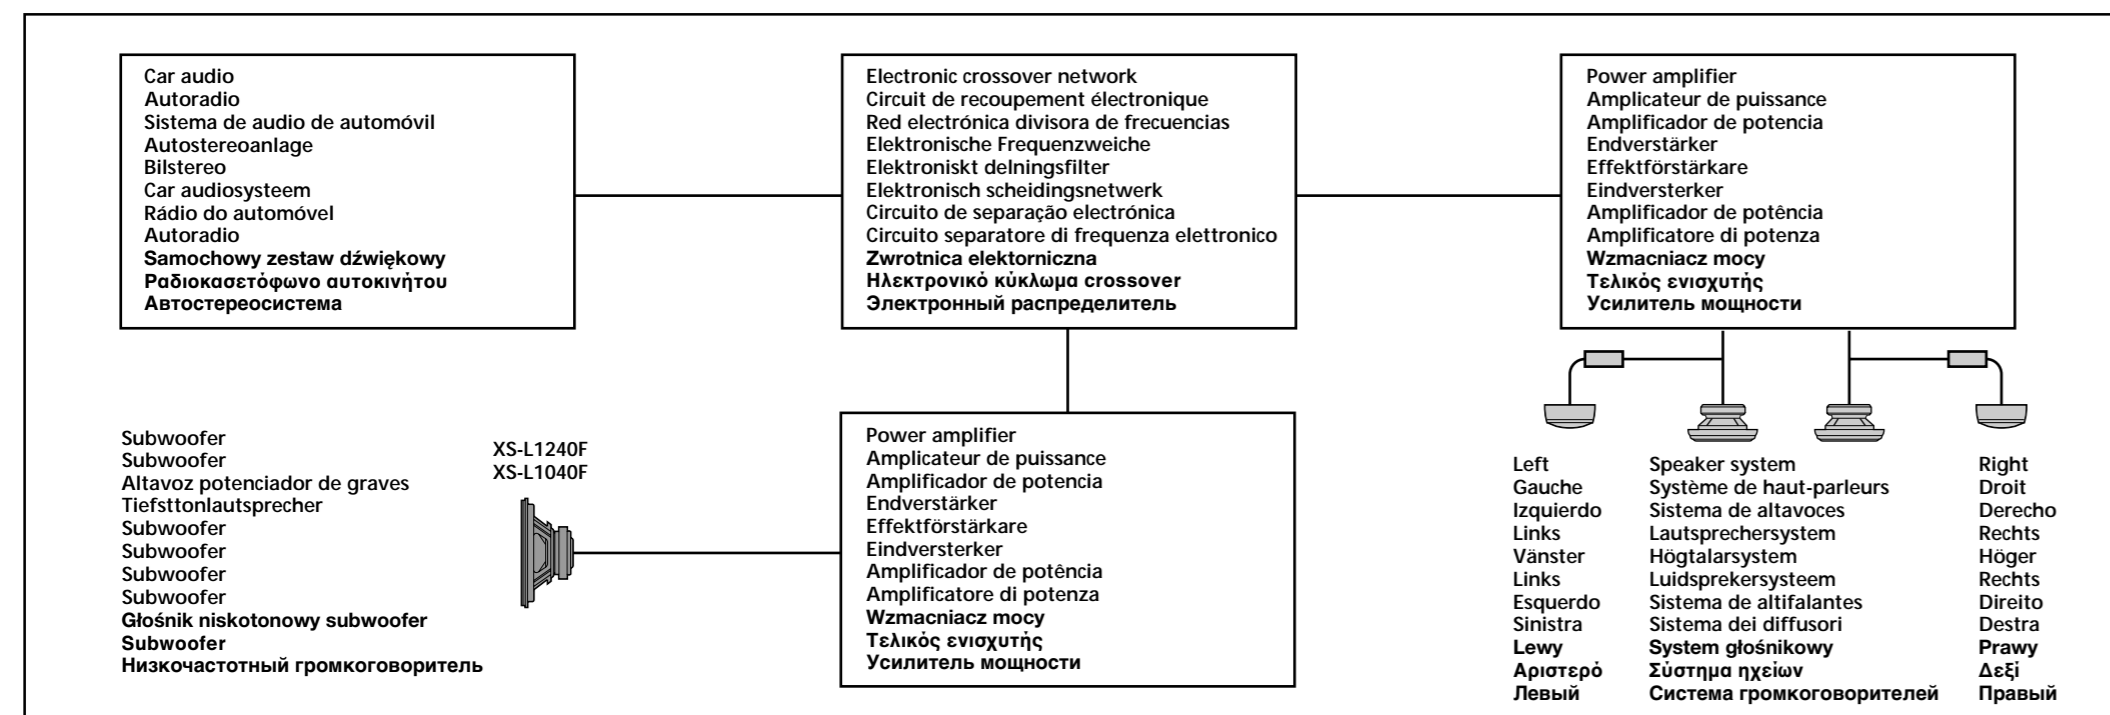 Car audio
Autoradio
Sistema de audio de automóvil
Autostereoanlage
Bilstereo
Car audiosysteem
Rádio do automóvel
Autoradio
Samochowy zestaw dźwiękowy
Ραδιοκασετόφωνο αυτοκινήτου
Автостереосистема
Electronic crossover network
Circuit de recoupement électronique
Red electrónica divisora de frecuencias
Elektronische Frequenzweiche
Elektroniskt delningsfilter
Elektronisch scheidingsnetwerk
Circuito de separação electrónica
Circuito separatore di frequenza elettronico
Zwrotnica elektorniczna
Ηλεκτρονικό κύκλωμα crossover
Электронный распределитель
Power amplifier
Amplicateur de puissance
Amplificador de potencia
Endverstärker
Effektförstärkare
Eindversterker
Amplificador de potência
Amplificatore di potenza
Wzmacniacz mocy
Τελικός ενισχυτής
Усилитель мощности
Subwoofer
Subwoofer
Altavoz potenciador de graves
Tiefsttonlautsprecher
Subwoofer
Subwoofer
Subwoofer
Subwoofer
Głośnik niskotonowy subwoofer
Subwoofer
Низкочастотный громкоговоритель
XS-L1240F
XS-L1040F
Power amplifier
Amplicateur de puissance
Amplificador de potencia
Endverstärker
Effektförstärkare
Eindversterker
Amplificador de potência
Amplificatore di potenza
Wzmacniacz mocy
Τελικός ενισχυτής
Усилитель мощности
Left Speaker system Right
Gauche Système de haut-parleurs Droit
Izquierdo Sistema de altavoces Derecho
Links Lautsprechersystem Rechts
Vänster Högtalarsystem Höger
Links Luidsprekersysteem Rechts
Esquerdo Sistema de altifalantes Direito
Sinistra Sistema dei diffusori Destra
Lewy System głośnikowy Prawy
Αριστερό Σύστημα ηχείων Δεξί
Левый Система громкоговорителей Правый